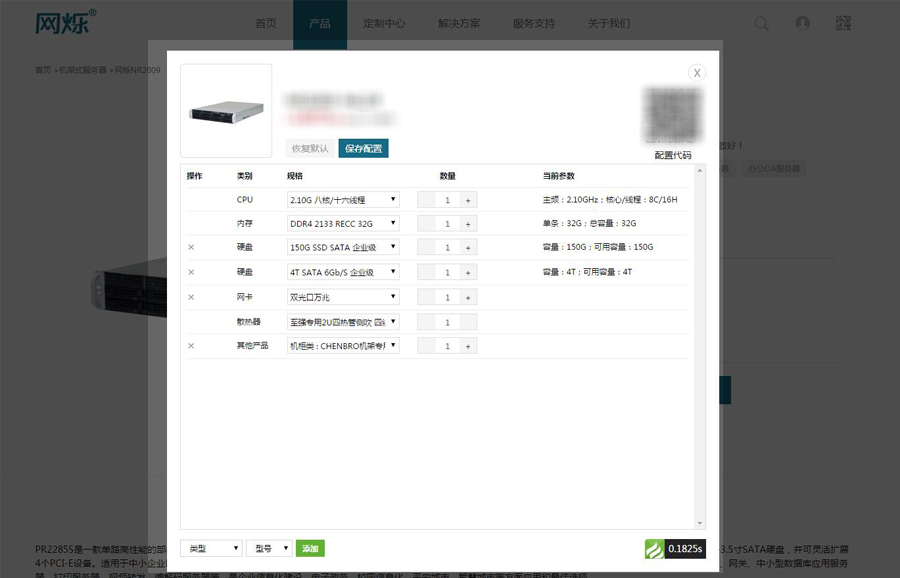 网烁®
首页 产品 定制中心 解决方案 服务支持 关于我们
首页 >机架式服务器 >网烁NR2009
X
恢复默认 保存配置
配置代码
操作 类别 规格 数量 当前参数
CPU 2.10G 八核/十六线程 1 + 主频：2.10GHz；核心/线程：8C/16H
内存 DDR4 2133 RECC 32G 1 + 单条：32G；总容量：32G
× 硬盘 150G SSD SATA 企业级 1 + 容量：150G；可用容量：150G
× 硬盘 4T SATA 6Gb/S 企业级 1 + 容量：4T；可用容量：4T
× 网卡 双光口万兆 1 +
散热器 至强专用2U四热管侧吹 四 1
× 其他产品 机柜类：CHENBRO机架专用 1 +
类型 型号 添加
0.1825s
好！
办公OA服务器
PR2285S是一款单路高性能的部 3.5寸SATA硬盘，并可灵活扩展
4个PCI-E设备。适用于中小企业 、网关、中小型数据库应用服务